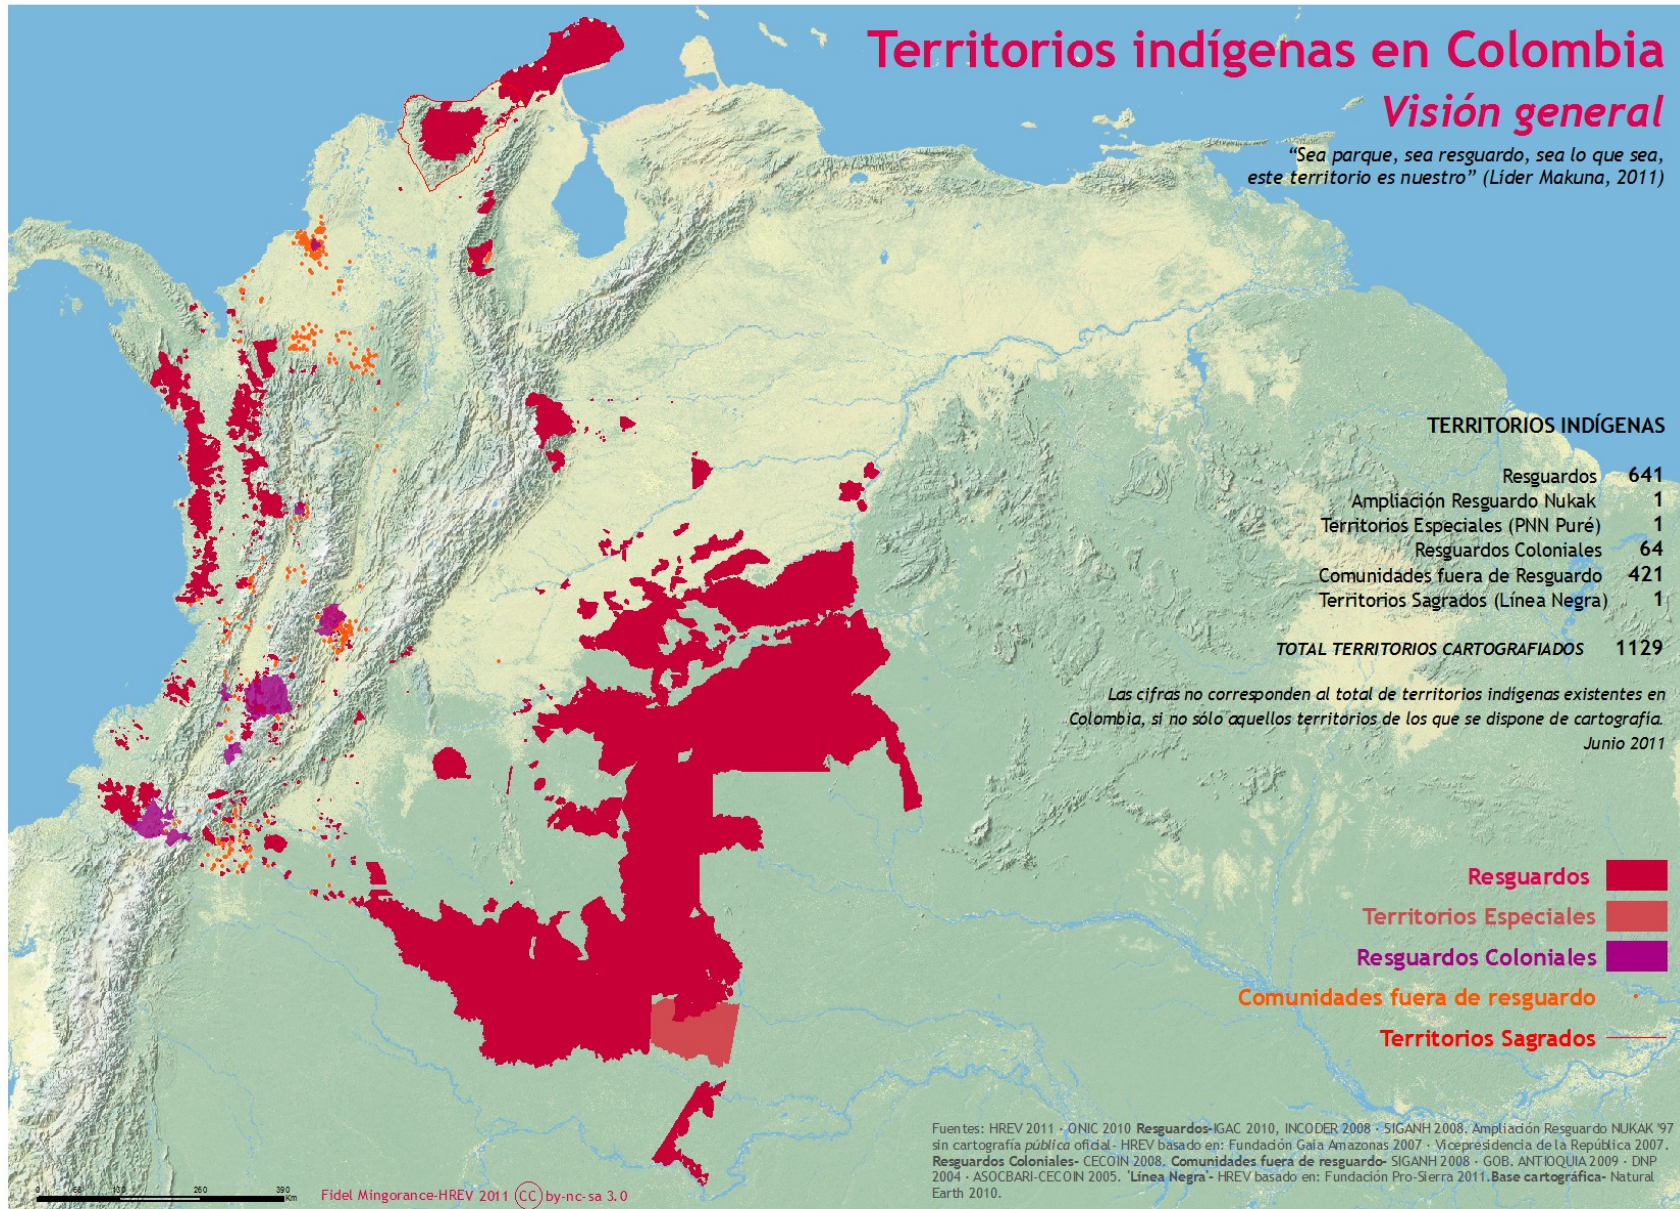 Territorios indígenas en Colombia
Visión general
“Sea parque, sea resguardo, sea lo que sea,
este territorio es nuestro” (Líder Makuna, 2011)
TERRITORIOS INDÍGENAS
Resguardos 641
Ampliación Resguardo Nukak 1
Territorios Especiales (PNN Puré) 1
Resguardos Coloniales 64
Comunidades fuera de Resguardo 421
Territorios Sagrados (Línea Negra) 1
TOTAL TERRITORIOS CARTOGRAFIADOS 1129
Las cifras no corresponden al total de territorios indígenas existentes en
Colombia, si no sólo aquellos territorios de los que se dispone de cartografía.
Junio 2011
Resguardos
Territorios Especiales
Resguardos Coloniales
Comunidades fuera de resguardo
Territorios Sagrados
Fuentes: HREV 2011 - ONIC 2010 Resguardos-IGAC 2010, INCODER 2008 - SIGANH 2008. Ampliación Resguardo NUKAK '97
sin cartografía pública oficial- HREV basado en: Fundación Gaia Amazonas 2007 - Vicepresidencia de la República 2007.
Resguardos Coloniales- CECOIN 2008. Comunidades fuera de resguardo- SIGANH 2008 - GOB. ANTIOQUIA 2009 - DNP
2004 - ASOCBARI-CECOIN 2005. "Línea Negra"- HREV basado en: Fundación Pro-Sierra 2011. Base cartográfica- Natural
Earth 2010.
0 130 260 390
Km
Fidel Mingorance-HREV 2011 (CC) by-nc-sa 3.0